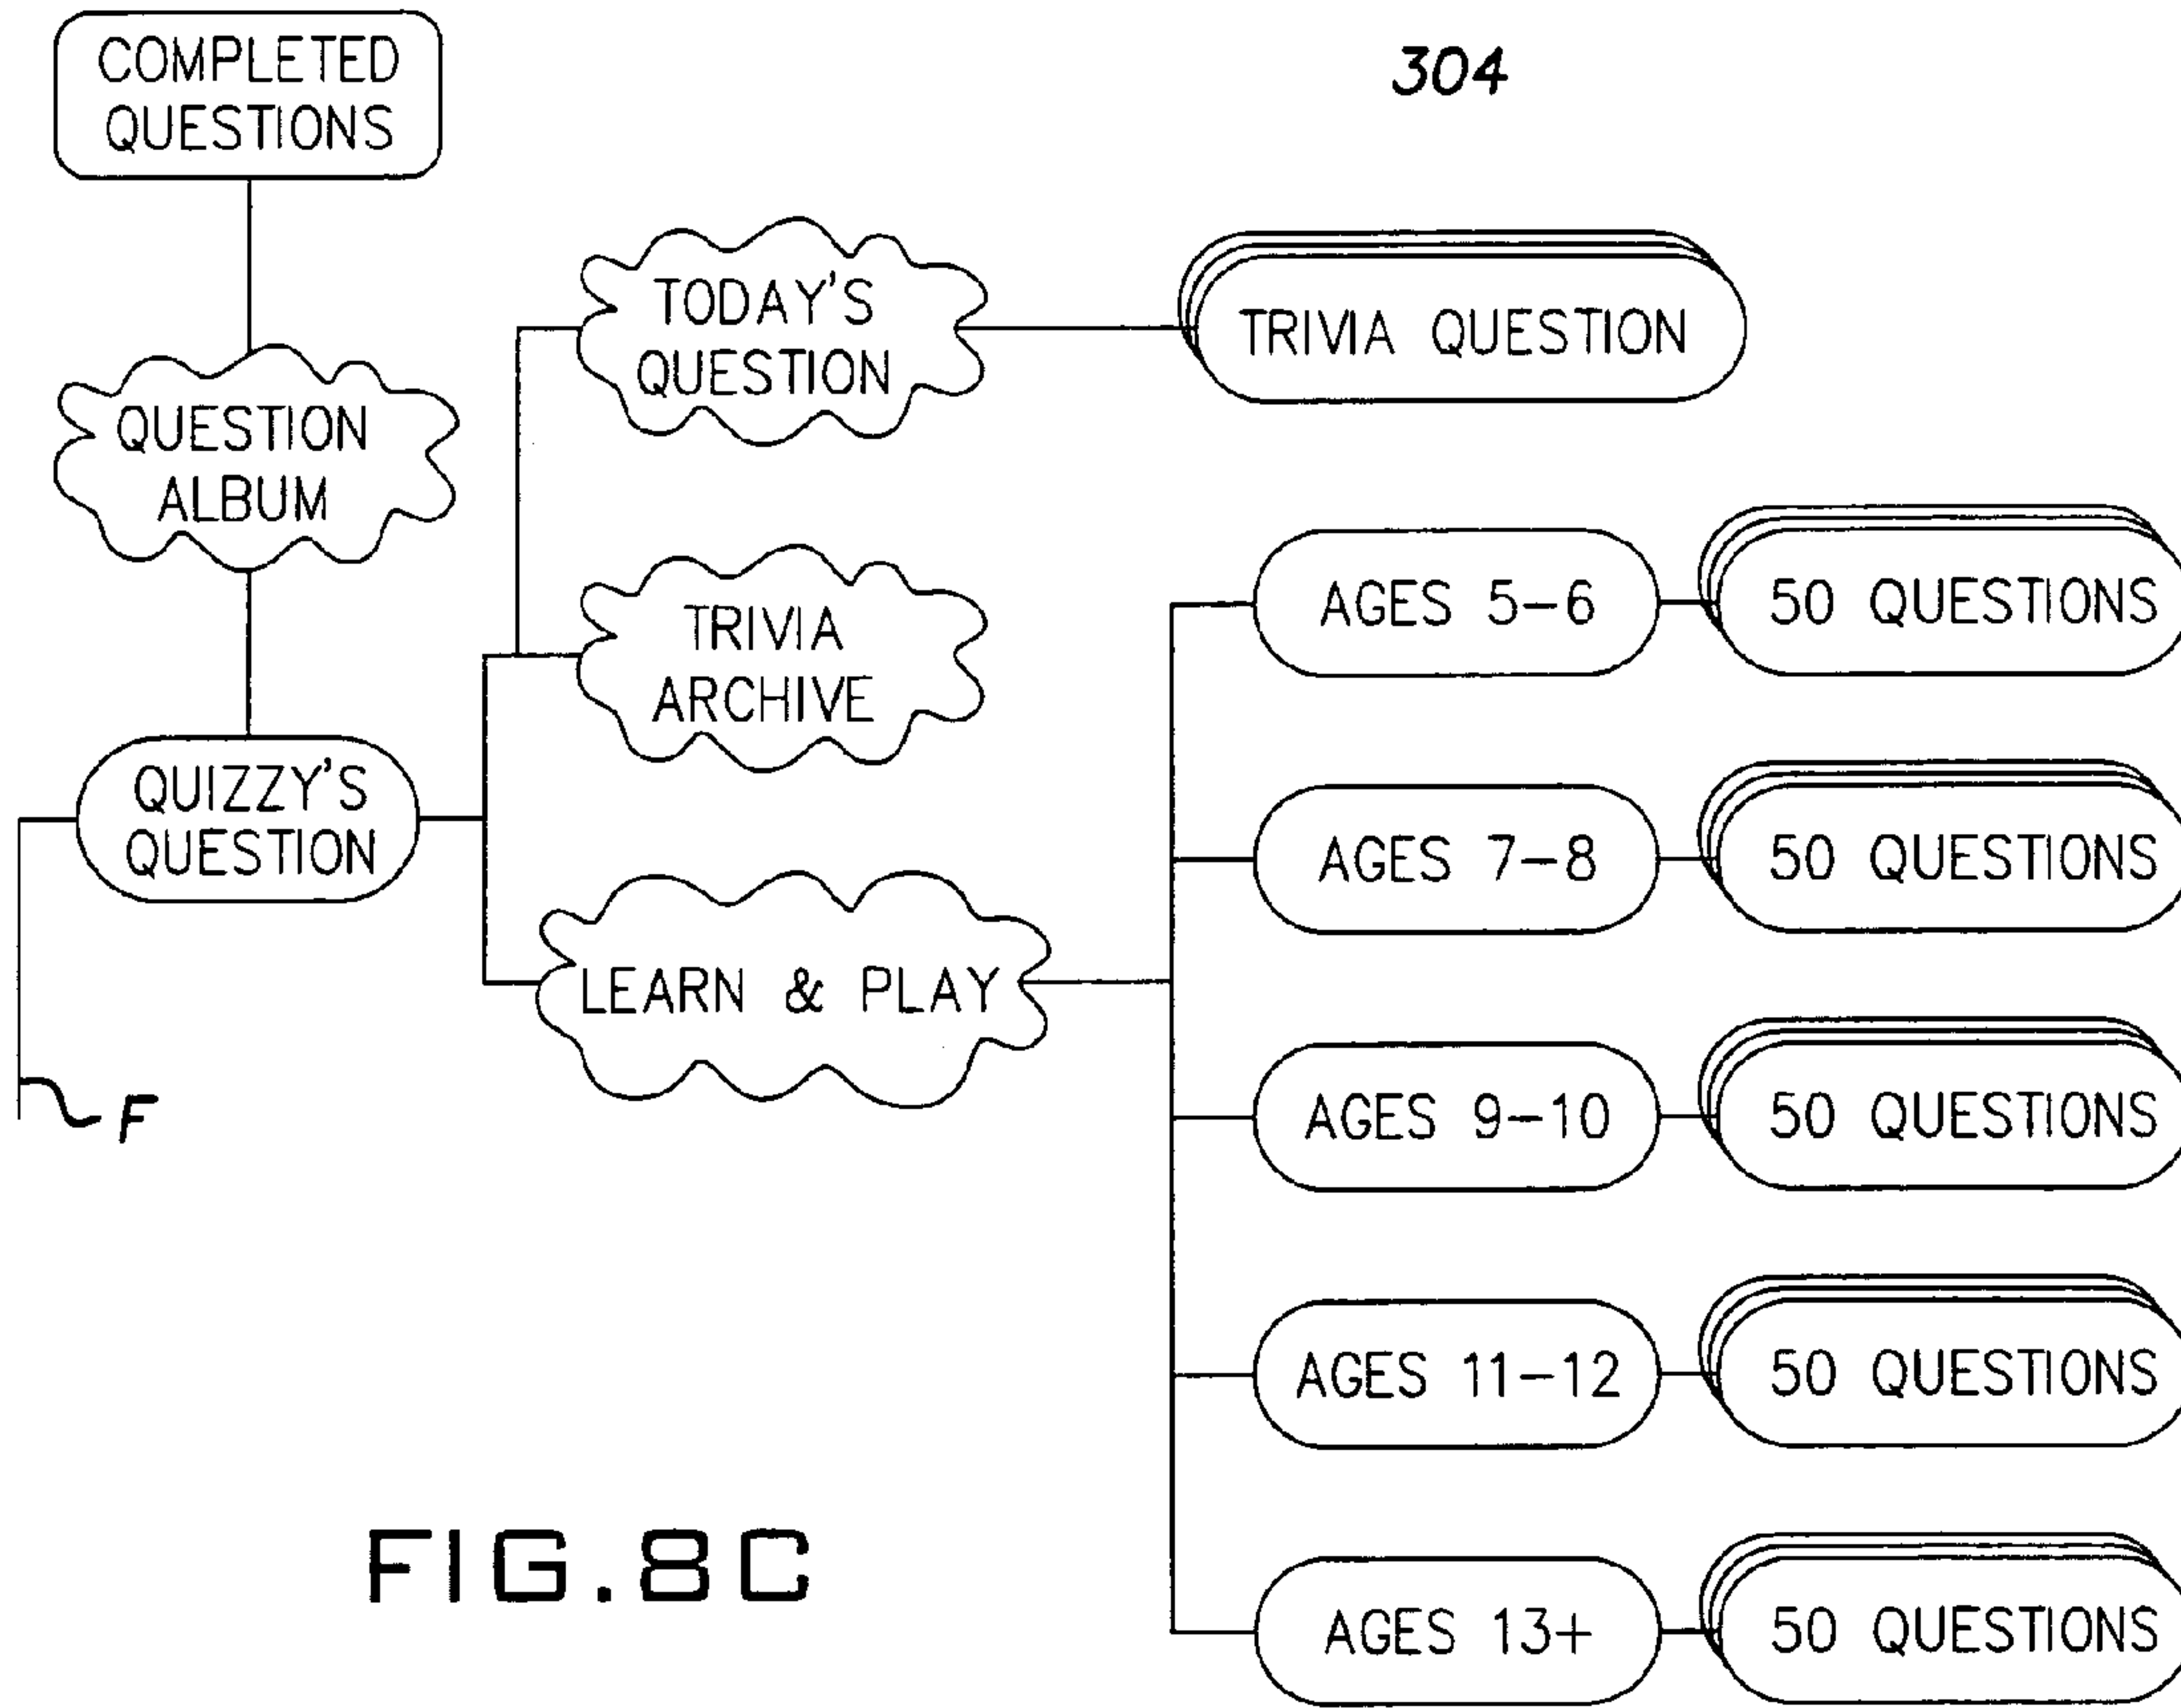 COMPLETED
QUESTIONS
304
QUESTION
ALBUM
TODAY'S
QUESTION
TRIVIA QUESTION
TRIVIA
ARCHIVE
QUIZZY'S
QUESTION
LEARN & PLAY
F
AGES 5–6
50 QUESTIONS
AGES 7–8
50 QUESTIONS
AGES 9–10
50 QUESTIONS
AGES 11–12
50 QUESTIONS
AGES 13+
50 QUESTIONS
FIG.8C